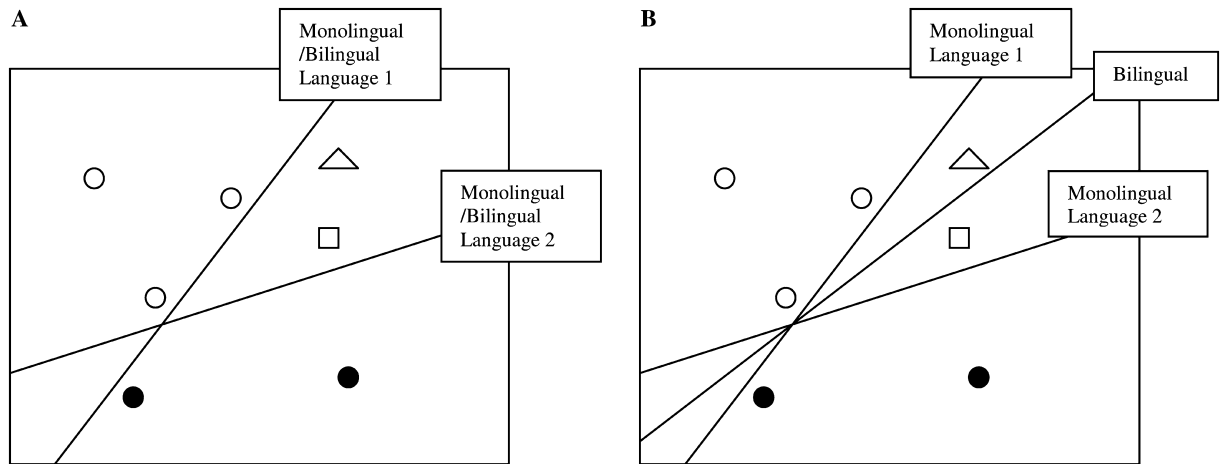 A
Monolingual
/Bilingual
Language 1
Monolingual
/Bilingual
Language 2
B
Monolingual
Language 1
Bilingual
Monolingual
Language 2